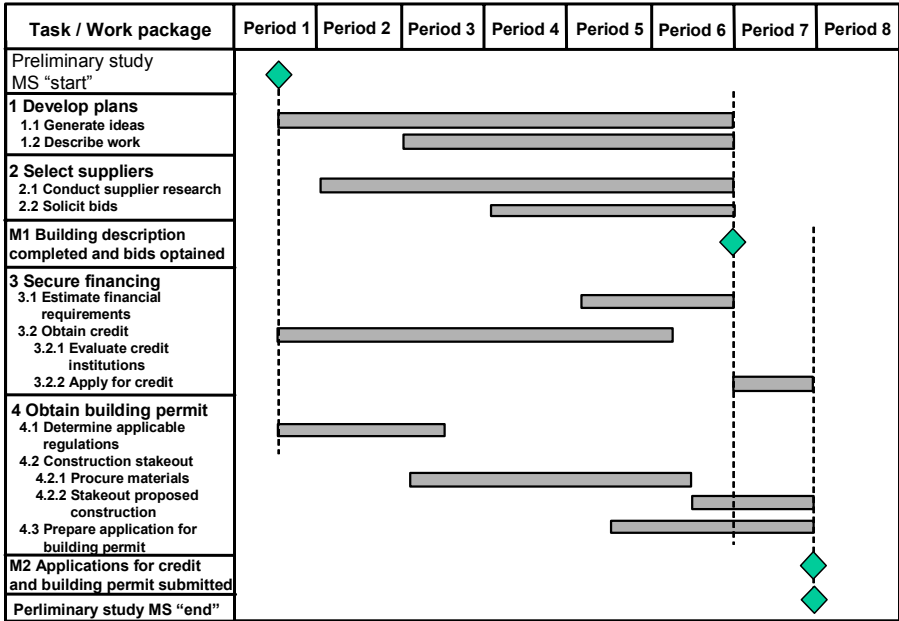 Task / Work package Period 1 Period 2 Period 3 Period 4 Period 5 Period 6 Period 7 Period 8
Preliminary study
MS “start”
1 Develop plans
1.1 Generate ideas
1.2 Describe work
2 Select suppliers
2.1 Conduct supplier research
2.2 Solicit bids
M1 Building description
completed and bids optained
3 Secure financing
3.1 Estimate financial
requirements
3.2 Obtain credit
3.2.1 Evaluate credit
institutions
3.2.2 Apply for credit
4 Obtain building permit
4.1 Determine applicable
regulations
4.2 Construction stakeout
4.2.1 Procure materials
4.2.2 Stakeout proposed
construction
4.3 Prepare application for
building permit
M2 Applications for credit
and building permit submitted
Perliminary study MS “end”